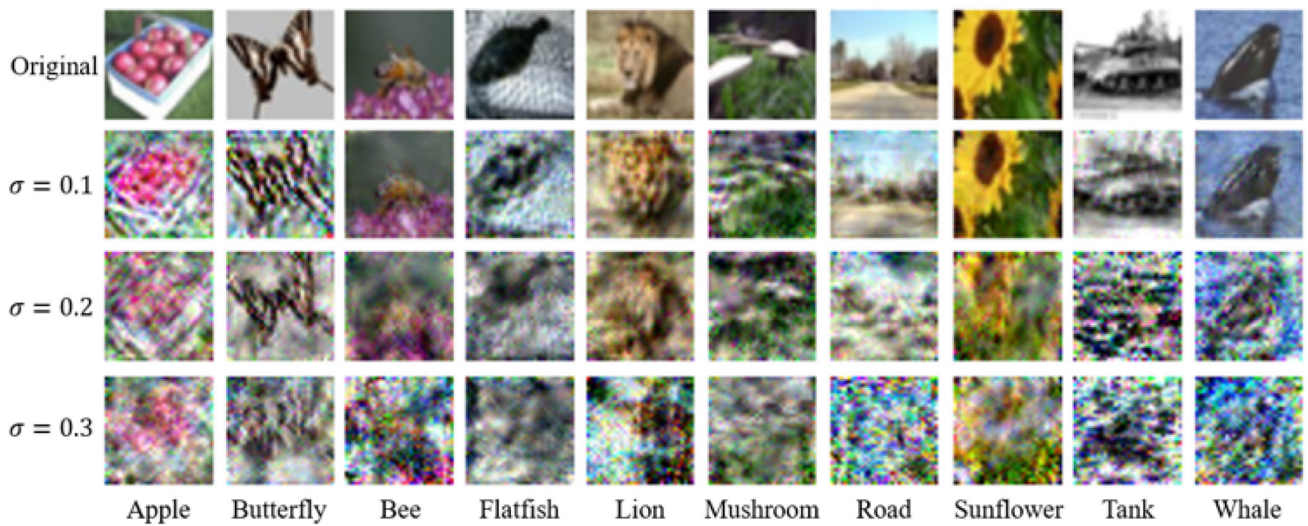 Original
σ = 0.1
σ = 0.2
σ = 0.3
Apple Butterfly Bee Flatfish Lion Mushroom Road Sunflower Tank Whale